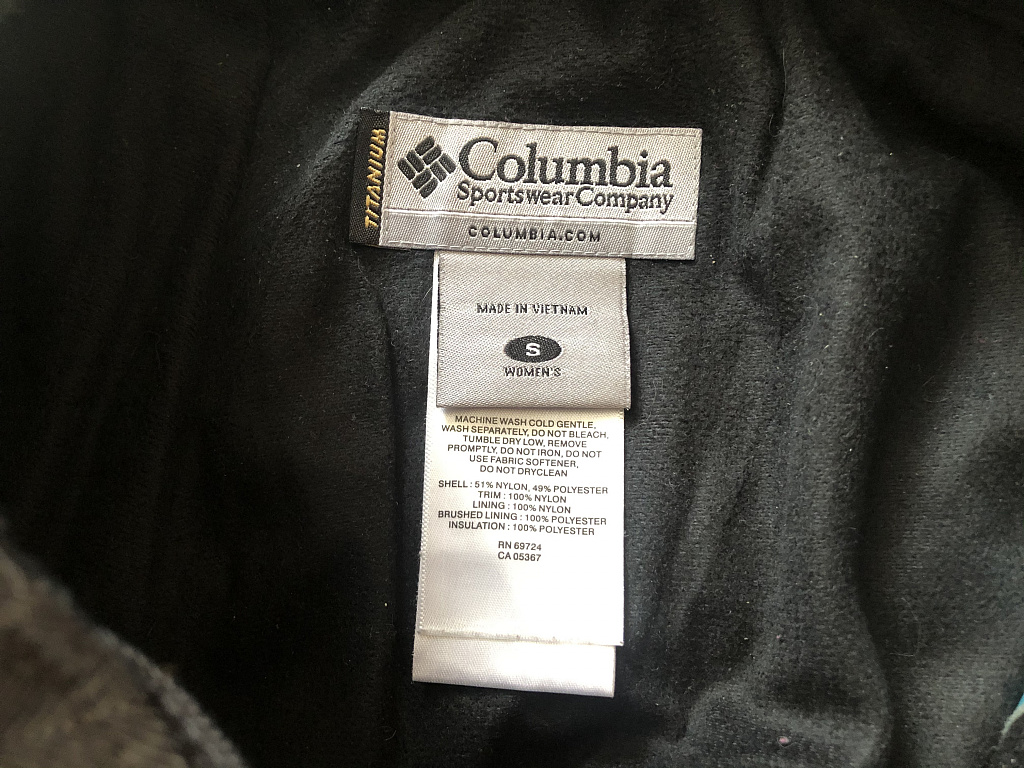 TITANIUM
Columbia
Sportswear Company
COLUMBIA.COM
MADE IN VIETNAM
S
WOMEN'S
MACHINE WASH COLD GENTLE,
WASH SEPARATELY, DO NOT BLEACH,
TUMBLE DRY LOW, REMOVE
PROMPTLY, DO NOT IRON, DO NOT
USE FABRIC SOFTENER,
DO NOT DRYCLEAN
SHELL : 51% NYLON, 49% POLYESTER
TRIM : 100% NYLON
LINING : 100% NYLON
BRUSHED LINING : 100% POLYESTER
INSULATION : 100% POLYESTER
RN 69724
CA 05367